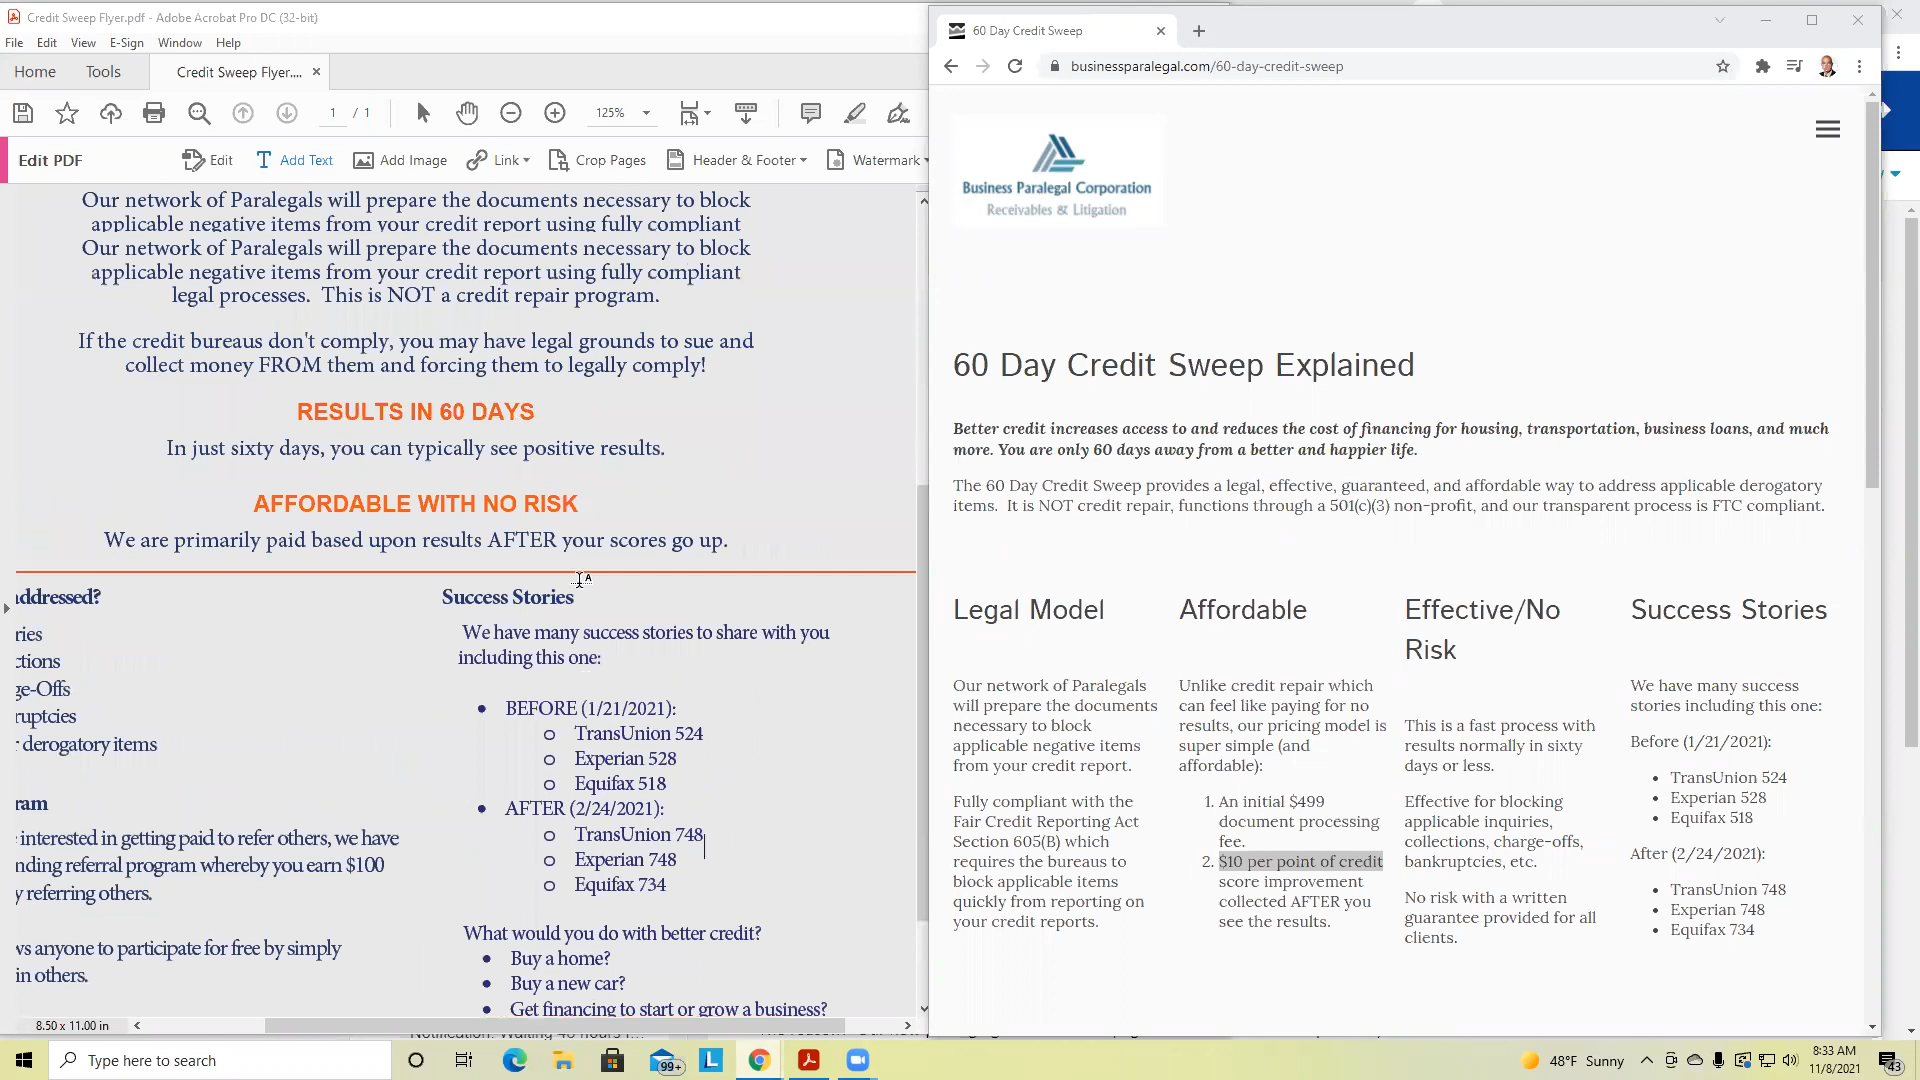 Credit Sweep Flyer.pdf - Adobe Acrobat Pro DC (32-bit)
File Edit View E-Sign Window Help
Home Tools Credit Sweep Flyer.... ×
1 / 1 125%
Edit PDF Edit Add Text Add Image Link Crop Pages Header & Footer Watermark
Our network of Paralegals will prepare the documents necessary to block
applicable negative items from your credit report using fully compliant
Our network of Paralegals will prepare the documents necessary to block
applicable negative items from your credit report using fully compliant
legal processes. This is NOT a credit repair program.
If the credit bureaus don't comply, you may have legal grounds to sue and
collect money FROM them and forcing them to legally comply!
RESULTS IN 60 DAYS
In just sixty days, you can typically see positive results.
AFFORDABLE WITH NO RISK
We are primarily paid based upon results AFTER your scores go up.
ddressed?
ries
ctions
ge-Offs
ruptcies
r derogatory items
ram
interested in getting paid to refer others, we have
nding referral program whereby you earn $100
y referring others.
ws anyone to participate for free by simply
in others.
Success Stories
We have many success stories to share with you
including this one:
• BEFORE (1/21/2021):
o TransUnion 524
o Experian 528
o Equifax 518
• AFTER (2/24/2021):
o TransUnion 748
o Experian 748
o Equifax 734
What would you do with better credit?
• Buy a home?
• Buy a new car?
• Get financing to start or grow a business?
8.50 x 11.00 in
60 Day Credit Sweep
businessparalegal.com/60-day-credit-sweep
Business Paralegal Corporation
Receivables & Litigation
60 Day Credit Sweep Explained
Better credit increases access to and reduces the cost of financing for housing, transportation, business loans, and much
more. You are only 60 days away from a better and happier life.
The 60 Day Credit Sweep provides a legal, effective, guaranteed, and affordable way to address applicable derogatory
items. It is NOT credit repair, functions through a 501(c)(3) non-profit, and our transparent process is FTC compliant.
Legal Model
Our network of Paralegals
will prepare the documents
necessary to block
applicable negative items
from your credit report.
Fully compliant with the
Fair Credit Reporting Act
Section 605(B) which
requires the bureaus to
block applicable items
quickly from reporting on
your credit reports.
Affordable
Unlike credit repair which
can feel like paying for no
results, our pricing model is
super simple (and
affordable):
1. An initial $499
document processing
fee.
2. $10 per point of credit
score improvement
collected AFTER you
see the results.
Effective/No
Risk
This is a fast process with
results normally in sixty
days or less.
Effective for blocking
applicable inquiries,
collections, charge-offs,
bankruptcies, etc.
No risk with a written
guarantee provided for all
clients.
Success Stories
We have many success
stories including this one:
Before (1/21/2021):
• TransUnion 524
• Experian 528
• Equifax 518
After (2/24/2021):
• TransUnion 748
• Experian 748
• Equifax 734
Type here to search
99+
L
48°F Sunny
8:33 AM
11/8/2021
43